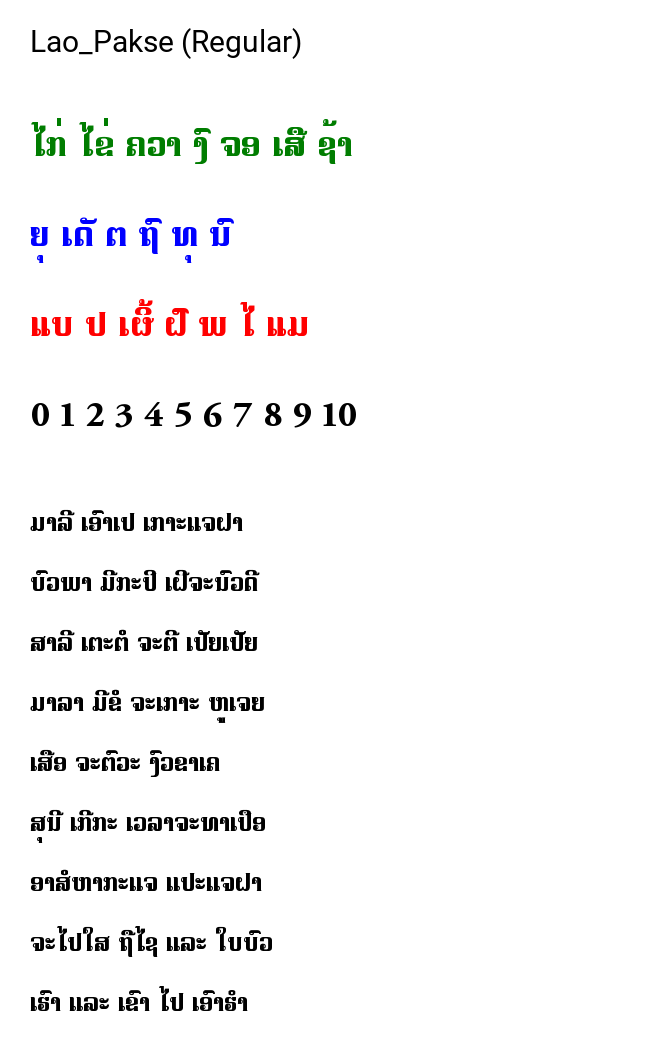 Lao_Pakse (Regular)
ໄກ່ ໄຂ່ ຄວາ ງົ ຈອ ເສື ຊ້າ
ຍຸ ເດັ ຕ ຖົ ທຸ ນົ
ແບ ປ ເຜິ້ ຝົ ພ ໄ ແມ
0 1 2 3 4 5 6 7 8 9 10
ມາລີ ເອົາເປ ເກາະແຈຝາ
ບົວພາ ມີກະປິ ເຝີຈະນົວດີ
ສາລີ ເຕະຕໍ ຈະຕີ ເປັຍເປັຍ
ມາລາ ມີຂໍ ຈະເກາະ ຫູເຈຍ
ເສືອ ຈະຕົວະ ງົວຂາເຄ
ສຸນີ ເກີກະ ເວລາຈະທາເປືອ
ອາສໍຫາກະແຈ ແປະແຈຝາ
ຈະໄປໃສ ຖືໄຊ ແລະ ໃບບົວ
ເຮົາ ແລະ ເຂົາ ໄປ ເອົາຮໍາ